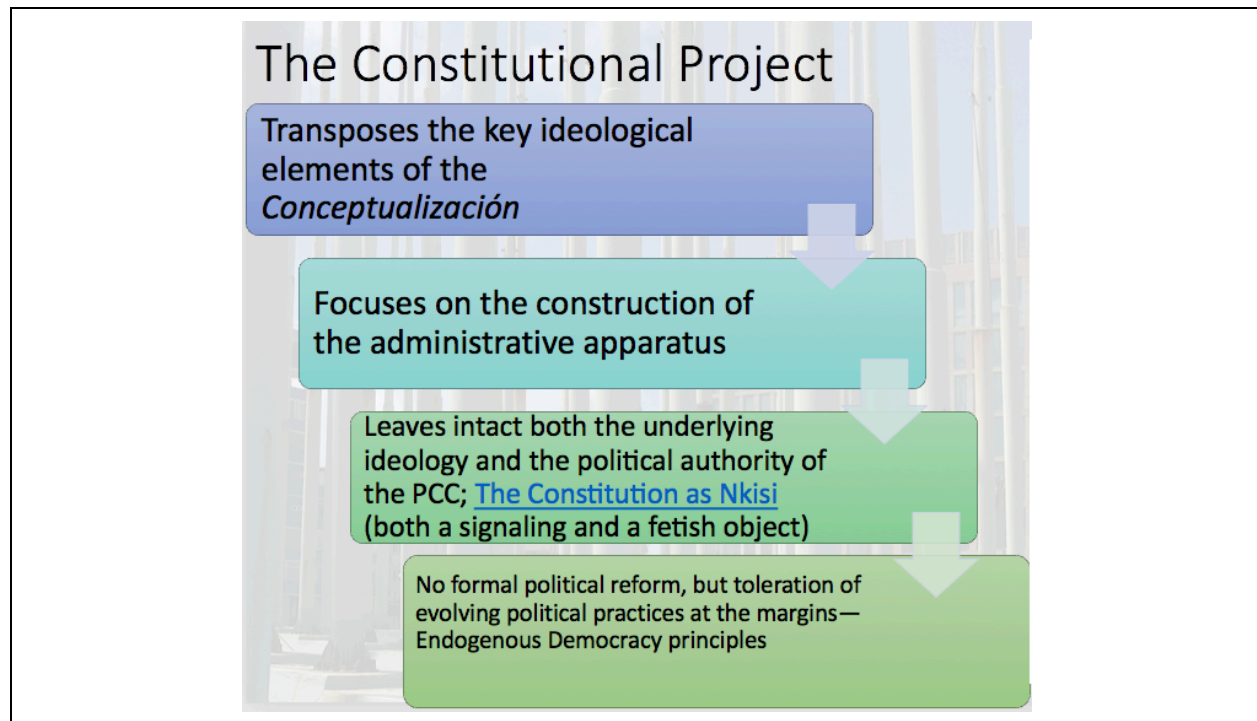 The Constitutional Project
Transposes the key ideological
elements of the
Conceptualización
Focuses on the construction of
the administrative apparatus
Leaves intact both the underlying
ideology and the political authority of
the PCC; The Constitution as Nkisi
(both a signaling and a fetish object)
No formal political reform, but toleration of
evolving political practices at the margins—
Endogenous Democracy principles